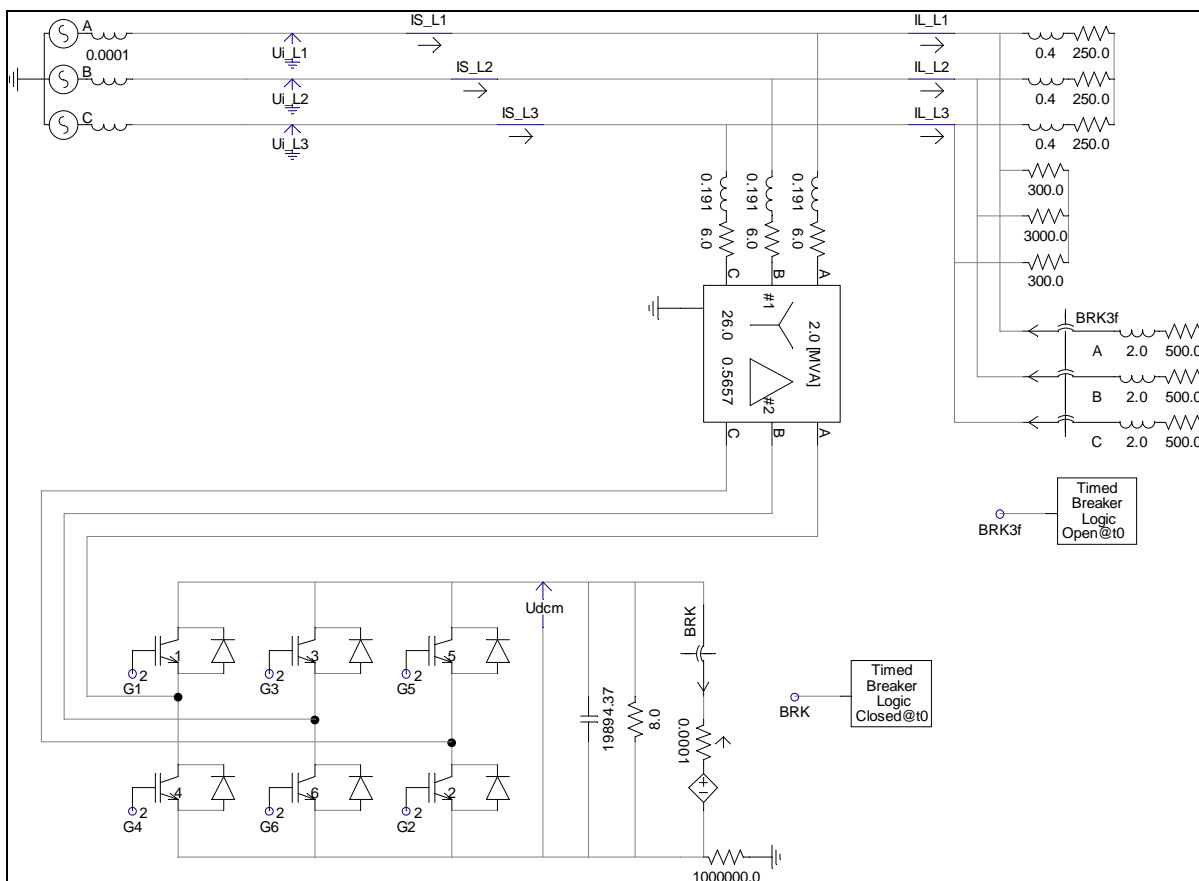 A
IS_L1
IL_L1
0.0001
Ui_L1
0.4
250.0
B
IS_L2
IL_L2
Ui_L2
0.4
250.0
C
IS_L3
IL_L3
Ui_L3
0.4
250.0
0.191
0.191
0.191
300.0
6.0
6.0
6.0
3000.0
300.0
C
B
A
#1
26.0
2.0 [MVA]
0.5657
#2
C
B
A
BRK3f
A
2.0
500.0
B
2.0
500.0
C
2.0
500.0
Timed
Breaker
Logic
Open@t0
BRK3f
Udcm
BRK
1
3
5
2
2
2
G1
G3
G5
19894.37
8.0
0.0001
BRK
Timed
Breaker
Logic
Closed@t0
4
6
2
2
2
2
G4
G6
G2
1000000.0